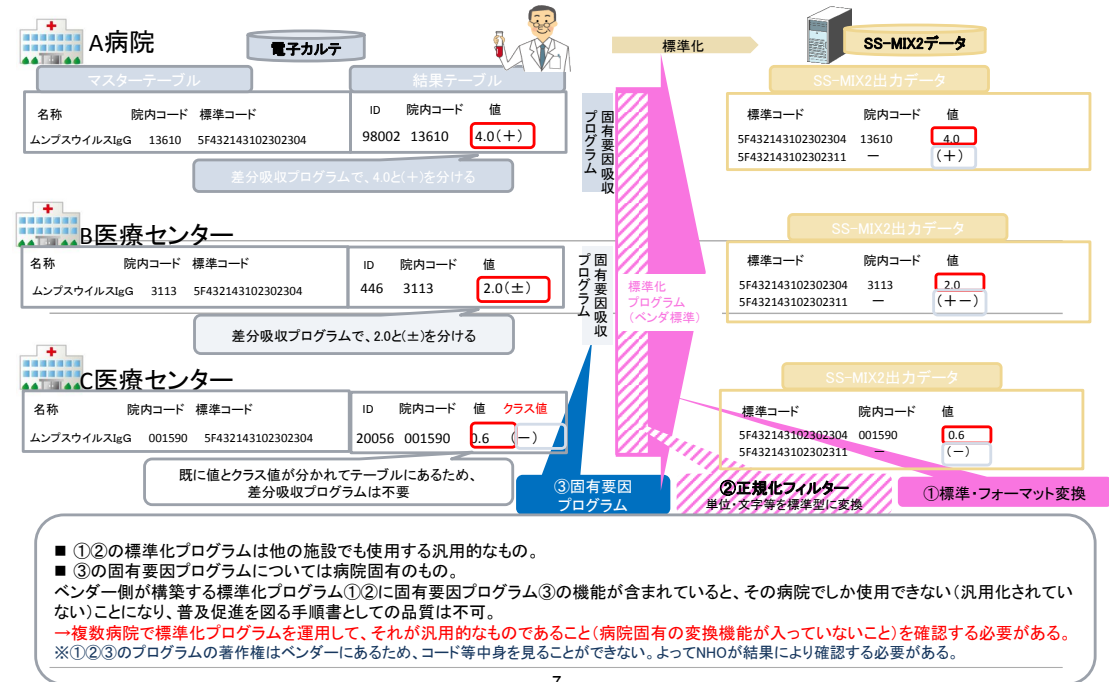 A病院
電子カルテ
標準化
SS-MIX2データ
マスターテーブル
結果テーブル
SS-MIX2出力データ
名称 院内コード 標準コード
ID 院内コード 値
標準コード 院内コード 値
ムンプスウイルスIgG 13610 5F432143102302304
98002 13610 4.0(+)
5F432143102302304 13610 4.0
5F432143102302311 — (+)
差分吸収プログラムで、4.0と(+)を分ける
固有要因吸収
プログラム
B医療センター
SS-MIX2出力データ
名称 院内コード 標準コード
ID 院内コード 値
標準コード 院内コード 値
ムンプスウイルスIgG 3113 5F432143102302304
446 3113 2.0(±)
5F432143102302304 3113 2.0
5F432143102302311 — (+-)
差分吸収プログラムで、2.0と(±)を分ける
固有要因吸収
プログラム
標準化
プログラム
(ベンダ標準)
C医療センター
SS-MIX2出力データ
名称 院内コード 標準コード
ID 院内コード 値 クラス値
標準コード 院内コード 値
ムンプスウイルスIgG 001590 5F432143102302304
20056 001590 0.6 (-)
5F432143102302304 001590 0.6
5F432143102302311 — (-)
既に値とクラス値が分かれてテーブルにあるため、
差分吸収プログラムは不要
③固有要因
プログラム
②正規化フィルター
単位・文字等を標準型に変換
①標準・フォーマット変換
■ ①②の標準化プログラムは他の施設でも使用する汎用的なもの。
■ ③の固有要因プログラムについては病院固有のもの。
ベンダー側が構築する標準化プログラム①②に固有要因プログラム③の機能が含まれていると、その病院でしか使用できない(汎用化されてい
ない)ことになり、普及促進を図る手順書としての品質は不可。
→複数病院で標準化プログラムを運用して、それが汎用的なものであること(病院固有の変換機能が入っていないこと)を確認する必要がある。
※①②③のプログラムの著作権はベンダーにあるため、コード等中身を見ることができない。よってNHOが結果により確認する必要がある。
7